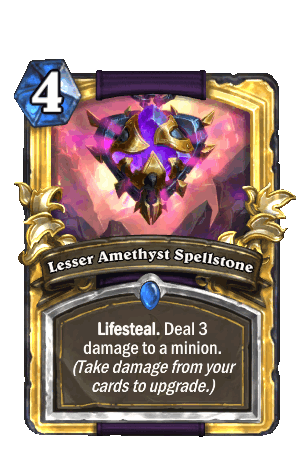 4
Lesser Amethyst Spellstone
Lifesteal. Deal 3
damage to a minion.
(Take damage from your
cards to upgrade.)